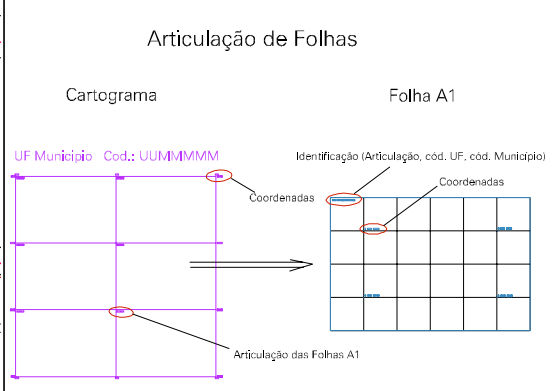 Articulação de Folhas
Cartograma
Folha A1
UF Município Cod.: UUMMMMM
Identificação (Articulação, cód. UF, cód. Município)
Coordenadas
Coordenadas
Articulação das Folhas A1